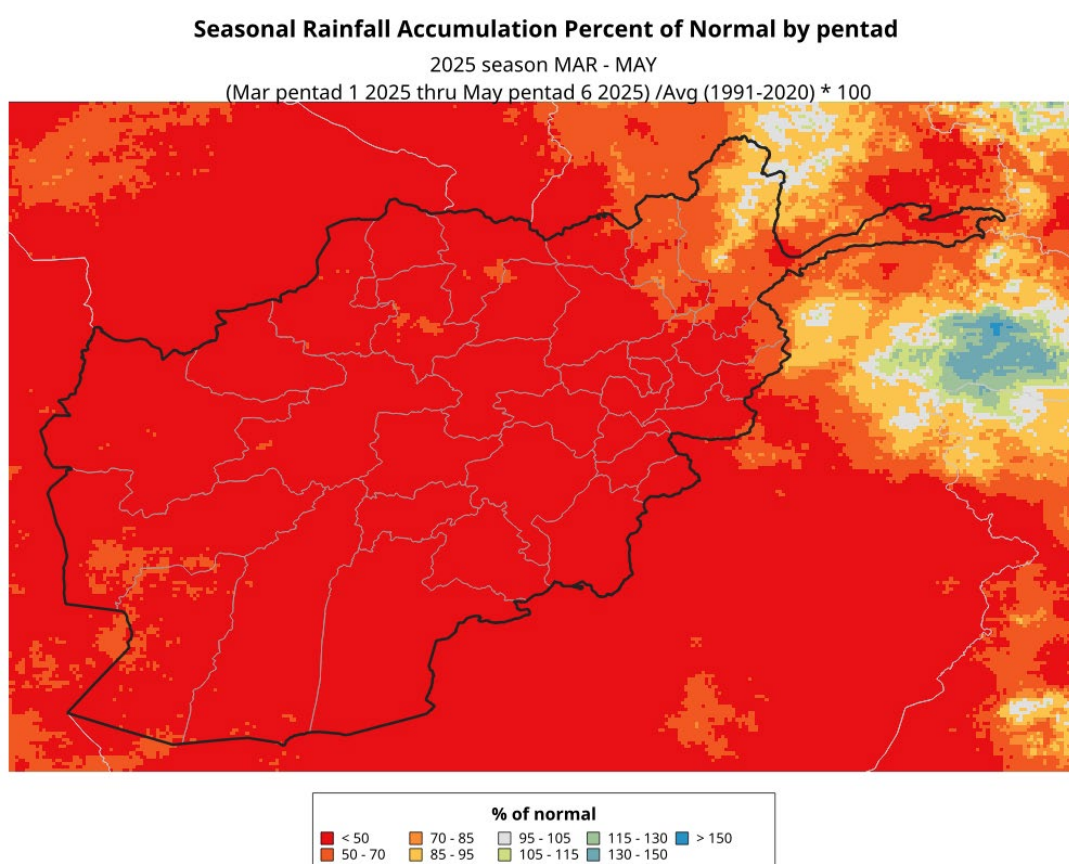 Seasonal Rainfall Accumulation Percent of Normal by pentad
2025 season MAR - MAY
(Mar pentad 1 2025 thru May pentad 6 2025) /Avg (1991-2020) * 100
% of normal
< 50 70 - 85 95 - 105 115 - 130 > 150
50 - 70 85 - 95 105 - 115 130 - 150